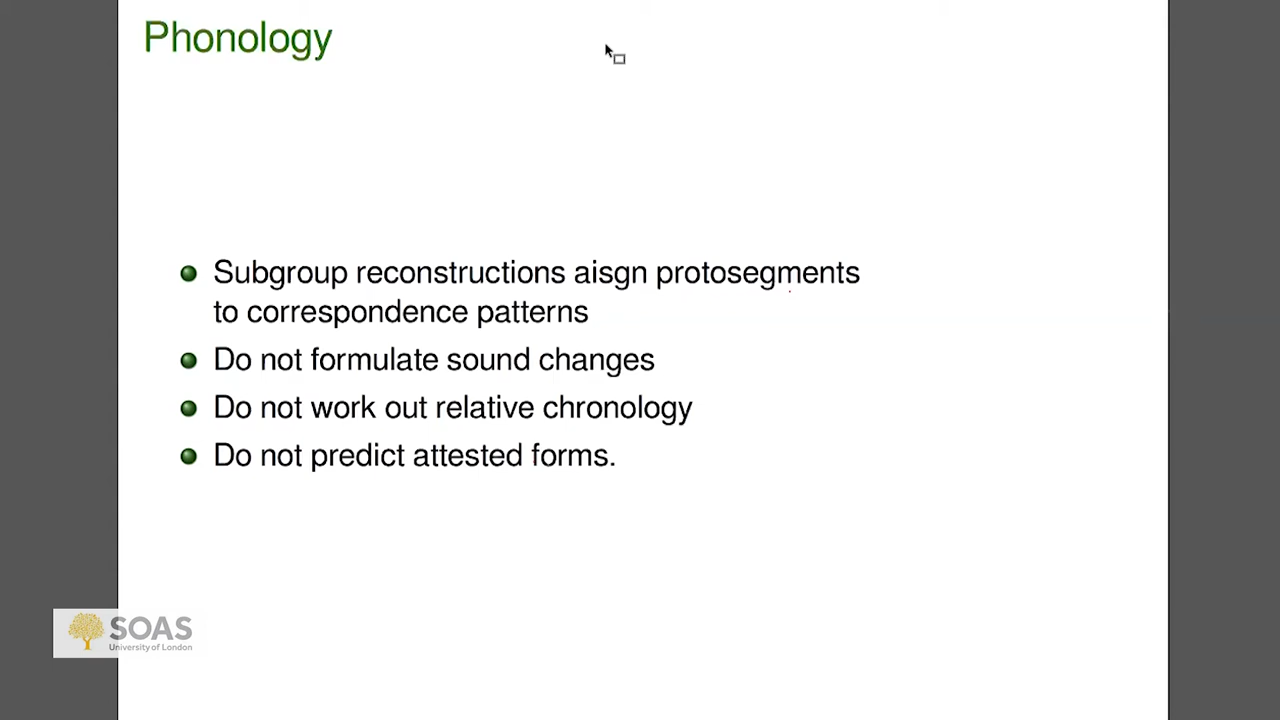 Phonology
Subgroup reconstructions aisgn protosegments
to correspondence patterns
Do not formulate sound changes
Do not work out relative chronology
Do not predict attested forms.
SOAS
University of London